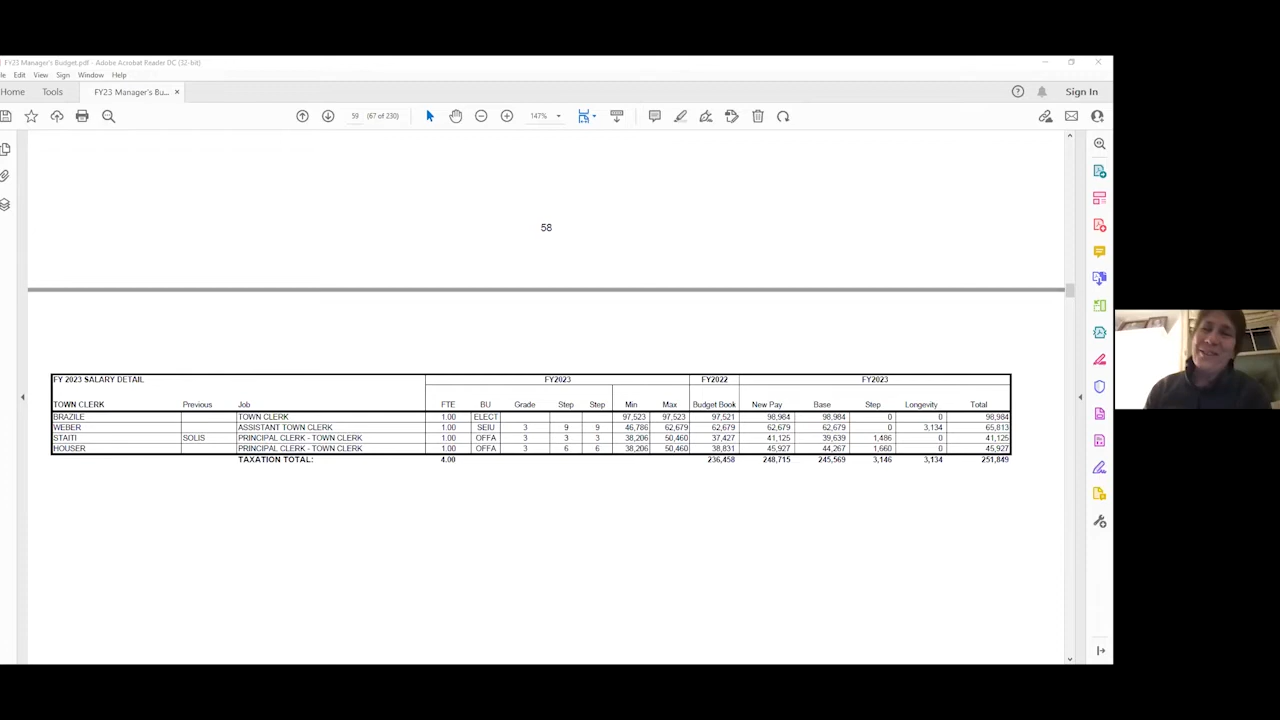 FY23 Manager's Budget.pdf - Adobe Acrobat Reader DC (32-bit)
le Edit View Sign Window Help
Home Tools FY23 Manager's Bu... × Sign In
59 (67 of 230) 147%
58
FY 2023 SALARY DETAIL FY2023 FY2022 FY2023
TOWN CLERK Previous Job FTE BU Grade Step Step Min Max Budget Book New Pay Base Step Longevity Total
BRAZILE TOWN CLERK 1.00 ELECT 97,523 97,523 97,521 98,984 98,984 0 0 98,984
WEBER ASSISTANT TOWN CLERK 1.00 SEIU 3 9 9 46,786 62,679 62,679 62,679 62,679 0 3,134 65,813
STAITI SOLIS PRINCIPAL CLERK - TOWN CLERK 1.00 OFFA 3 3 3 38,206 50,460 37,427 41,125 39,639 1,486 0 41,125
HOUSER PRINCIPAL CLERK - TOWN CLERK 1.00 OFFA 3 6 6 38,206 50,460 38,831 45,927 44,267 1,660 0 45,927
TAXATION TOTAL: 4.00 236,458 248,715 245,569 3,146 3,134 251,849